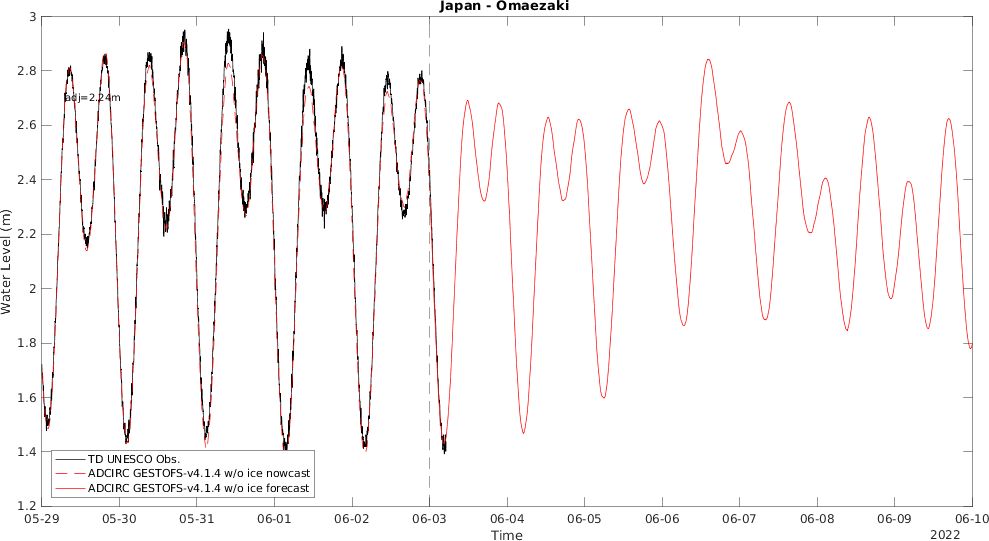 Japan - Omaezaki
3
2.8
2.6
2.4
2.2
2
1.8
1.6
1.4
1.2
Water Level (m)
adj=2.24m
TD UNESCO Obs.
ADCIRC GESTOFS-v4.1.4 w/o ice nowcast
ADCIRC GESTOFS-v4.1.4 w/o ice forecast
05-29 05-30 05-31 06-01 06-02 06-03 06-04 06-05 06-06 06-07 06-08 06-09 06-10
Time
2022